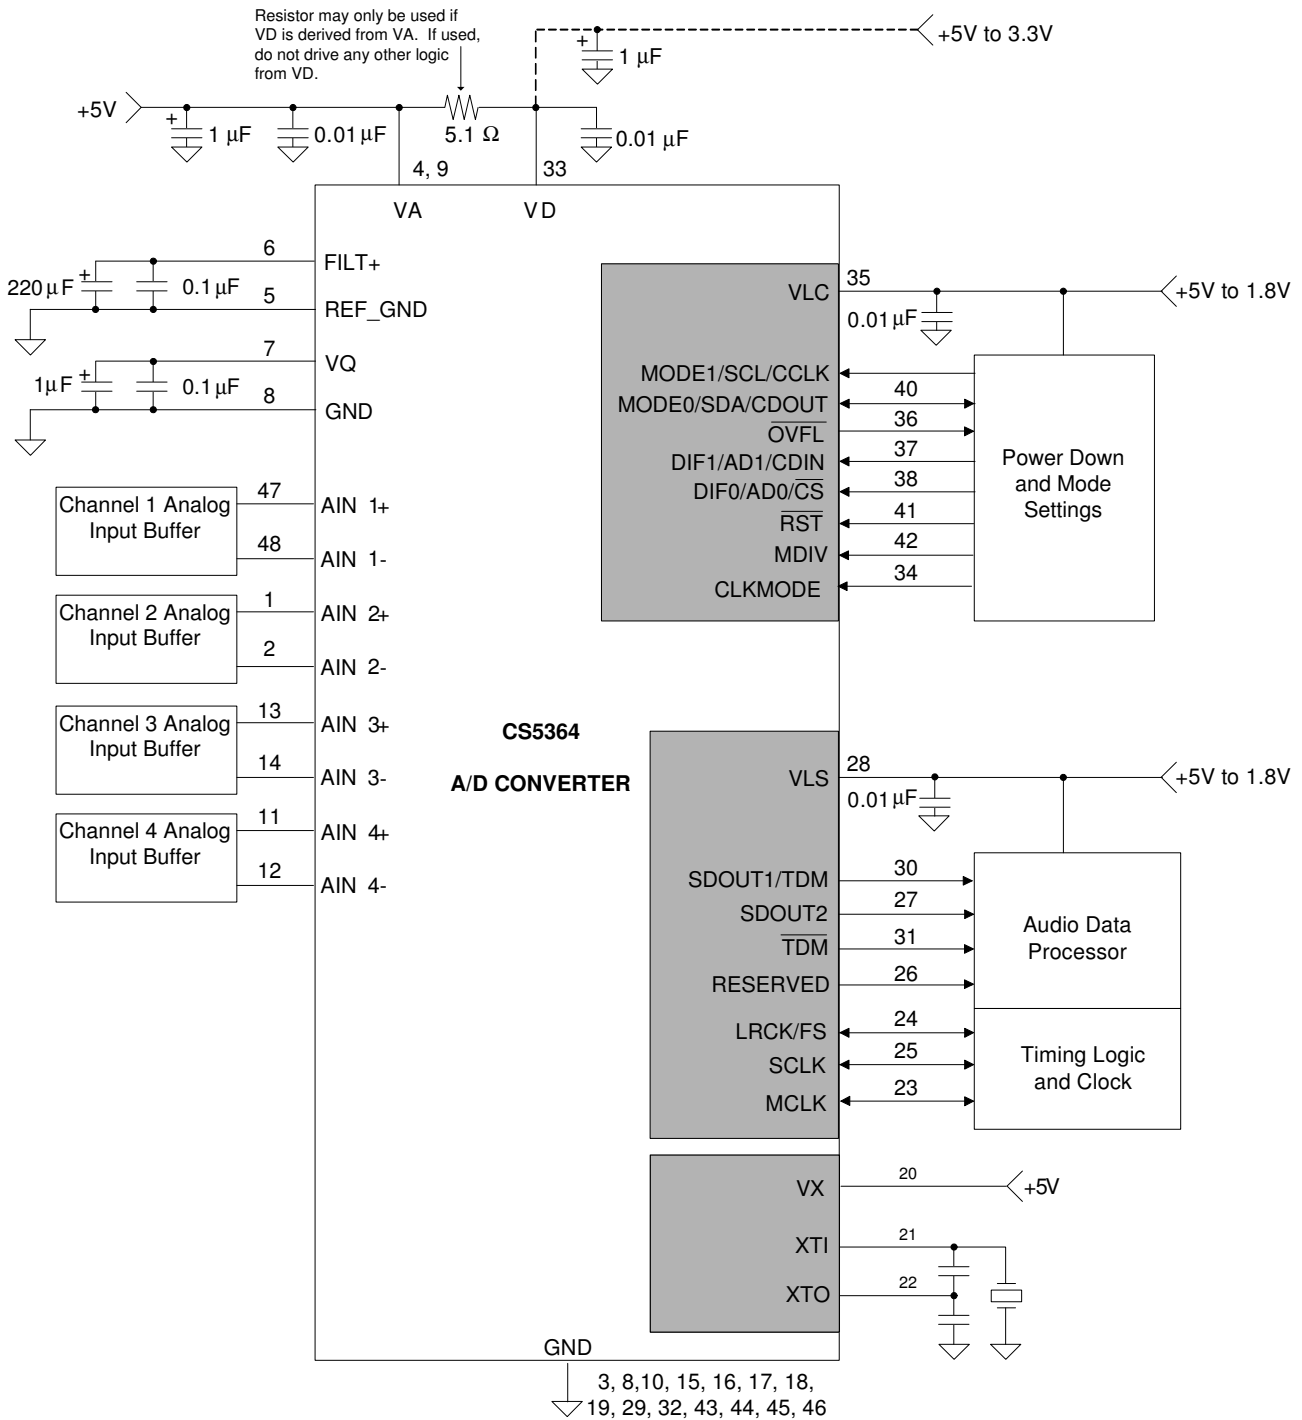 Resistor may only be used if
VD is derived from VA. If used,
do not drive any other logic
from VD.
+5V to 3.3V
+
1 μF
+5V
+
1 μF
0.01 μF
5.1 Ω
0.01 μF
4, 9
33
VA
VD
6
FILT+
220 μF
+
0.1 μF
5
REF_GND
7
VQ
1 μF
+
0.1 μF
8
GND
47
Channel 1 Analog
Input Buffer
AIN 1+
48
AIN 1-
1
Channel 2 Analog
Input Buffer
AIN 2+
2
AIN 2-
13
Channel 3 Analog
Input Buffer
AIN 3+
14
AIN 3-
11
Channel 4 Analog
Input Buffer
AIN 4+
12
AIN 4-
CS5364
A/D CONVERTER
VLC
35
0.01 μF
+5V to 1.8V
MODE1/SCL/CCLK
MODE0/SDA/CDOUT
40
OVFL
36
DIF1/AD1/CDIN
37
DIF0/AD0/CS
38
RST
41
MDIV
42
CLKMODE
34
Power Down
and Mode
Settings
VLS
28
0.01 μF
+5V to 1.8V
SDOUT1/TDM
30
SDOUT2
27
TDM
31
RESERVED
26
LRCK/FS
24
SCLK
25
MCLK
23
Audio Data
Processor
Timing Logic
and Clock
VX
20
+5V
XTI
21
XTO
22
GND
3, 8,10, 15, 16, 17, 18,
19, 29, 32, 43, 44, 45, 46